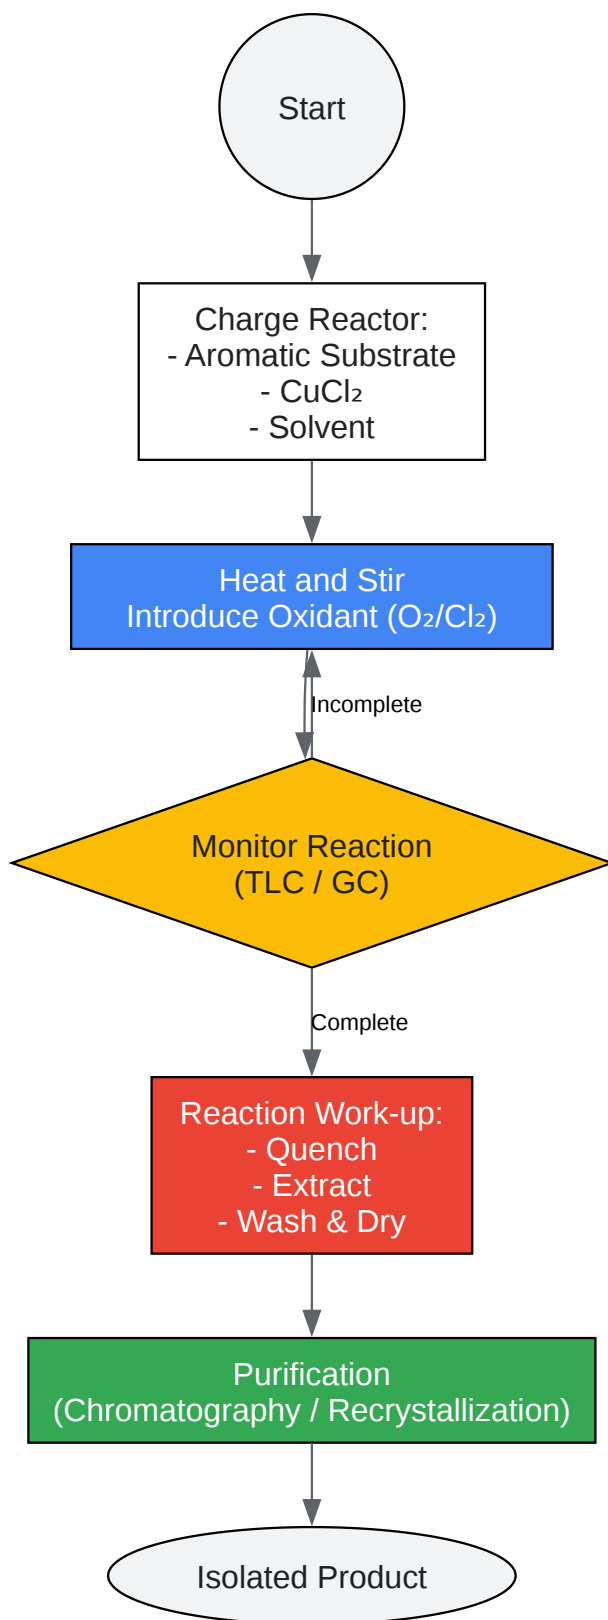 Start
Charge Reactor:
- Aromatic Substrate
- CuCl₂
- Solvent
Heat and Stir
Introduce Oxidant (O₂/Cl₂)
Incomplete
Monitor Reaction
(TLC / GC)
Complete
Reaction Work-up:
- Quench
- Extract
- Wash & Dry
Purification
(Chromatography / Recrystallization)
Isolated Product